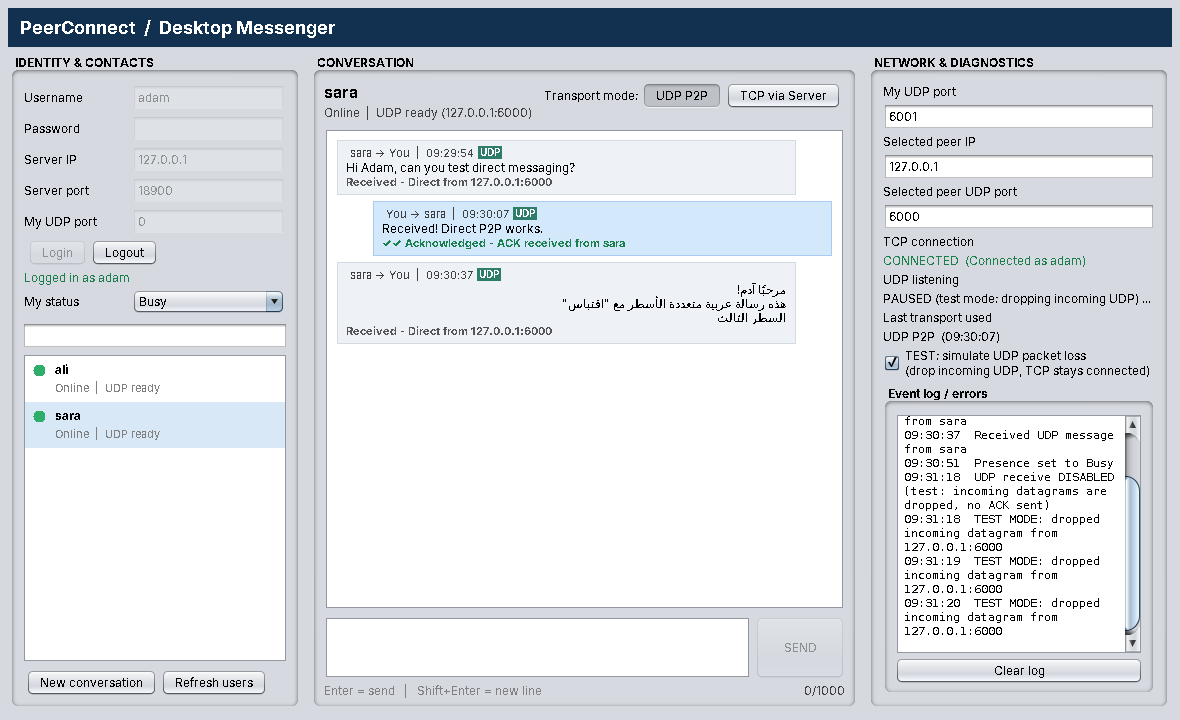 PeerConnect / Desktop Messenger
IDENTITY & CONTACTS
Username
adam
Password
Server IP
127.0.0.1
Server port
18900
My UDP port
0
Login
Logout
Logged in as adam
My status
Busy
ali
Online | UDP ready
sara
Online | UDP ready
New conversation
Refresh users
CONVERSATION
sara
Online | UDP ready (127.0.0.1:6000)
Transport mode:
UDP P2P
TCP via Server
sara → You | 09:29:54 UDP
Hi Adam, can you test direct messaging?
Received - Direct from 127.0.0.1:6000
You → sara | 09:30:07 UDP
Received! Direct P2P works.
✓✓ Acknowledged - ACK received from sara
sara → You | 09:30:37 UDP
مرحبًا آدم!
هذه رسالة عربية متعددة الأسطر مع "اقتباس"
السطر الثالث
Received - Direct from 127.0.0.1:6000
SEND
Enter = send | Shift+Enter = new line
0/1000
NETWORK & DIAGNOSTICS
My UDP port
6001
Selected peer IP
127.0.0.1
Selected peer UDP port
6000
TCP connection
CONNECTED (Connected as adam)
UDP listening
PAUSED (test mode: dropping incoming UDP) ...
Last transport used
UDP P2P (09:30:07)
TEST: simulate UDP packet loss
(drop incoming UDP, TCP stays connected)
Event log / errors
from sara
09:30:37 Received UDP message
from sara
09:30:51 Presence set to Busy
09:31:18 UDP receive DISABLED
(test: incoming datagrams are
dropped, no ACK sent)
09:31:18 TEST MODE: dropped
incoming datagram from
127.0.0.1:6000
09:31:19 TEST MODE: dropped
incoming datagram from
127.0.0.1:6000
09:31:20 TEST MODE: dropped
incoming datagram from
127.0.0.1:6000
Clear log